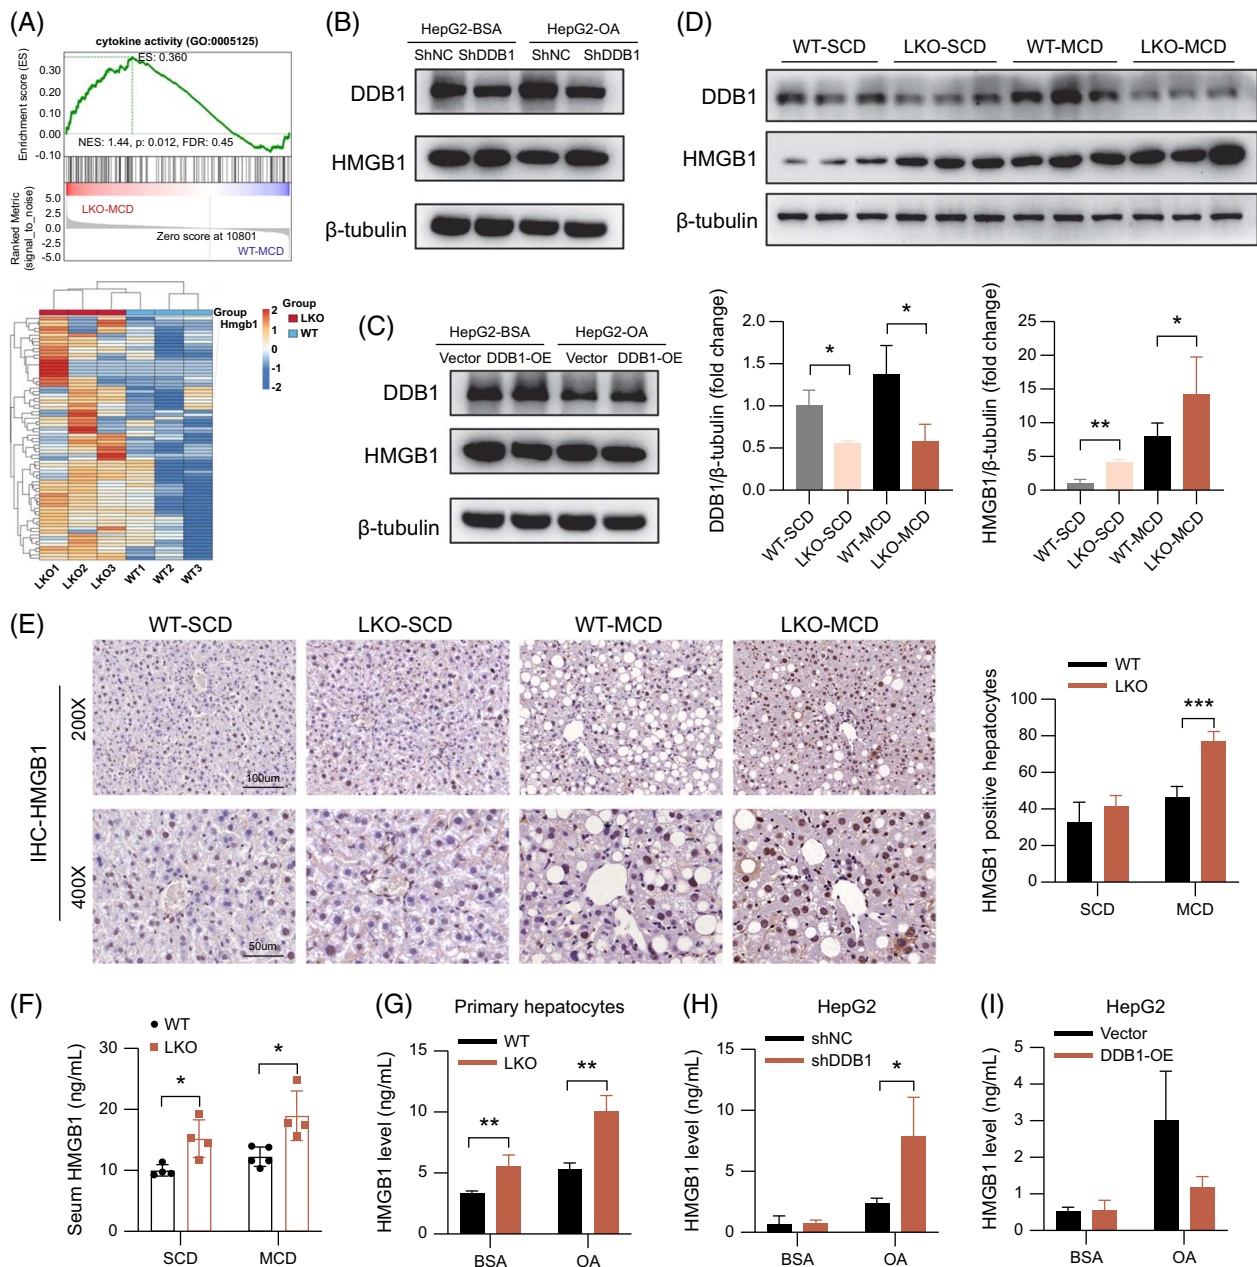 (A)
cytokine activity (GO:0005125)
ES: 0.360
Enrichment score (ES)
0.30
0.20
0.10
0.00
-0.10
NES: 1.44, p: 0.012, FDR: 0.45
Ranked Metric
(signal_to_noise)
5.0
2.5
0.0
-2.5
-5.0
LKO-MCD
Zero score at 10801
WT-MCD
Group
Hmgb1
2
1
0
-1
-2
Group
LKO
WT
LKO1
LKO2
LKO3
WT1
WT2
WT3
(B)
HepG2-BSA
HepG2-OA
ShNC ShDDB1
ShNC ShDDB1
DDB1
HMGB1
β-tubulin
(C)
HepG2-BSA
HepG2-OA
Vector DDB1-OE
Vector DDB1-OE
DDB1
HMGB1
β-tubulin
(D)
WT-SCD
LKO-SCD
WT-MCD
LKO-MCD
DDB1
HMGB1
β-tubulin
DDB1/β-tubulin (fold change)
2.0
1.5
1.0
0.5
0.0
*
*
WT-SCD
LKO-SCD
WT-MCD
LKO-MCD
HMGB1/β-tubulin (fold change)
25
20
15
10
5
0
**
*
WT-SCD
LKO-SCD
WT-MCD
LKO-MCD
(E)
WT-SCD
LKO-SCD
WT-MCD
LKO-MCD
IHC-HMGB1
200X
400X
100um
50um
WT
LKO
HMGB1 positive hepatocytes
100
80
60
40
20
0
***
SCD
MCD
(F)
WT
LKO
Seum HMGB1 (ng/mL)
30
20
10
0
*
*
SCD
MCD
(G)
Primary hepatocytes
WT
LKO
HMGB1 level (ng/mL)
15
10
5
0
**
**
BSA
OA
(H)
HepG2
shNC
shDDB1
HMGB1 level (ng/mL)
15
10
5
0
*
BSA
OA
(I)
HepG2
Vector
DDB1-OE
HMGB1 level (ng/mL)
5
4
3
2
1
0
BSA
OA